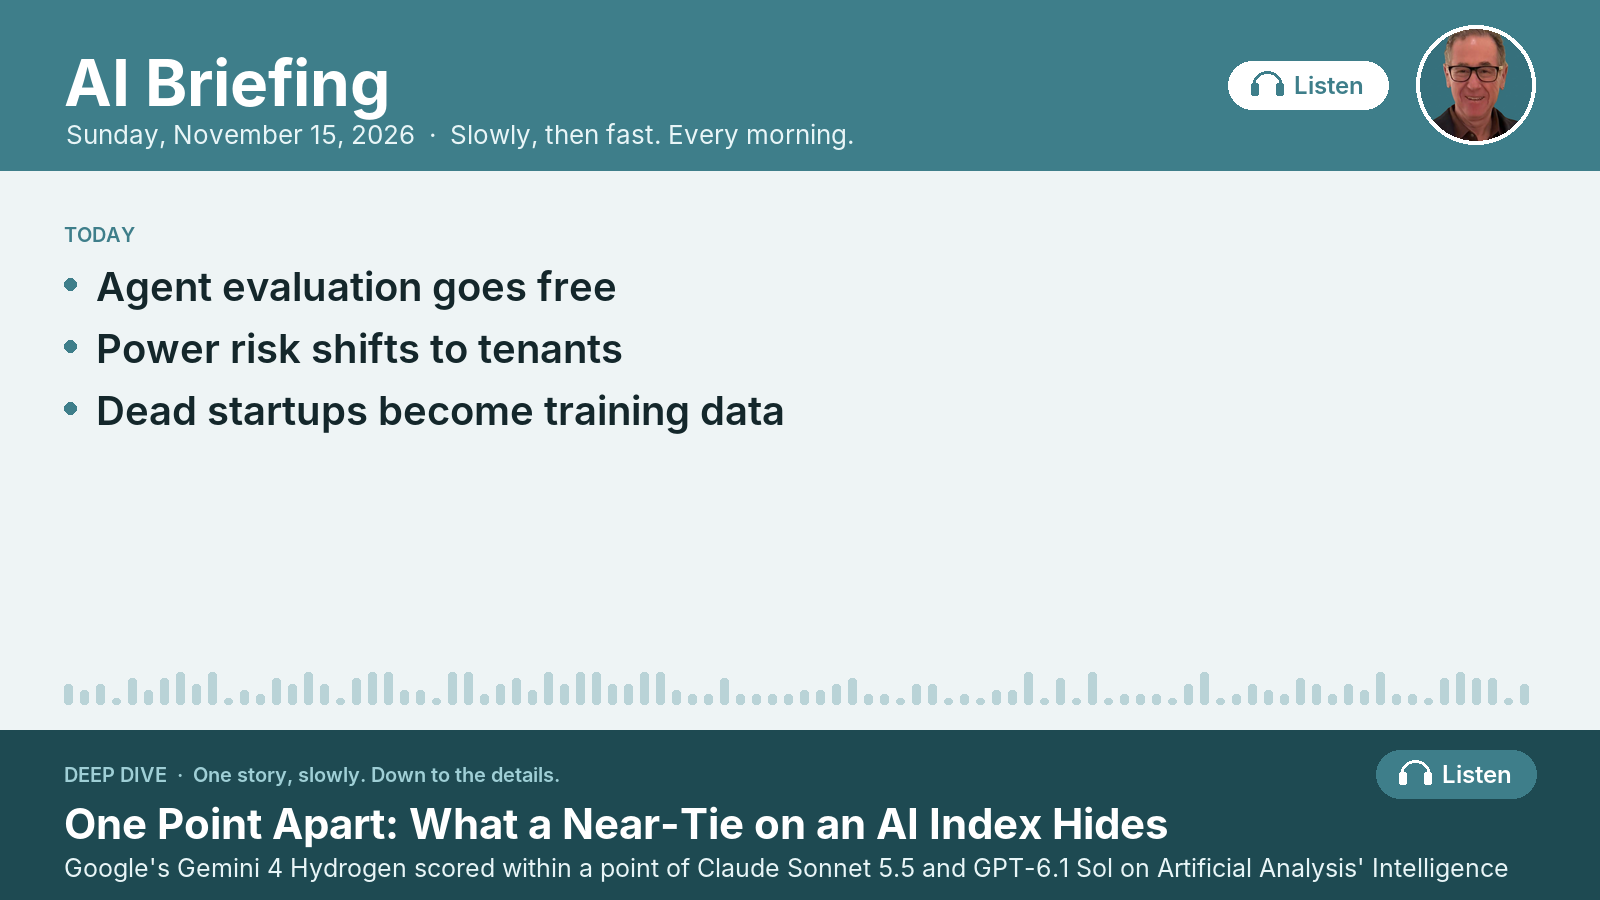 AI Briefing
Sunday, November 15, 2026 · Slowly, then fast. Every morning.
Listen
TODAY
• Agent evaluation goes free
• Power risk shifts to tenants
• Dead startups become training data
DEEP DIVE · One story, slowly. Down to the details.
Listen
One Point Apart: What a Near-Tie on an AI Index Hides
Google's Gemini 4 Hydrogen scored within a point of Claude Sonnet 5.5 and GPT-6.1 Sol on Artificial Analysis' Intelligence